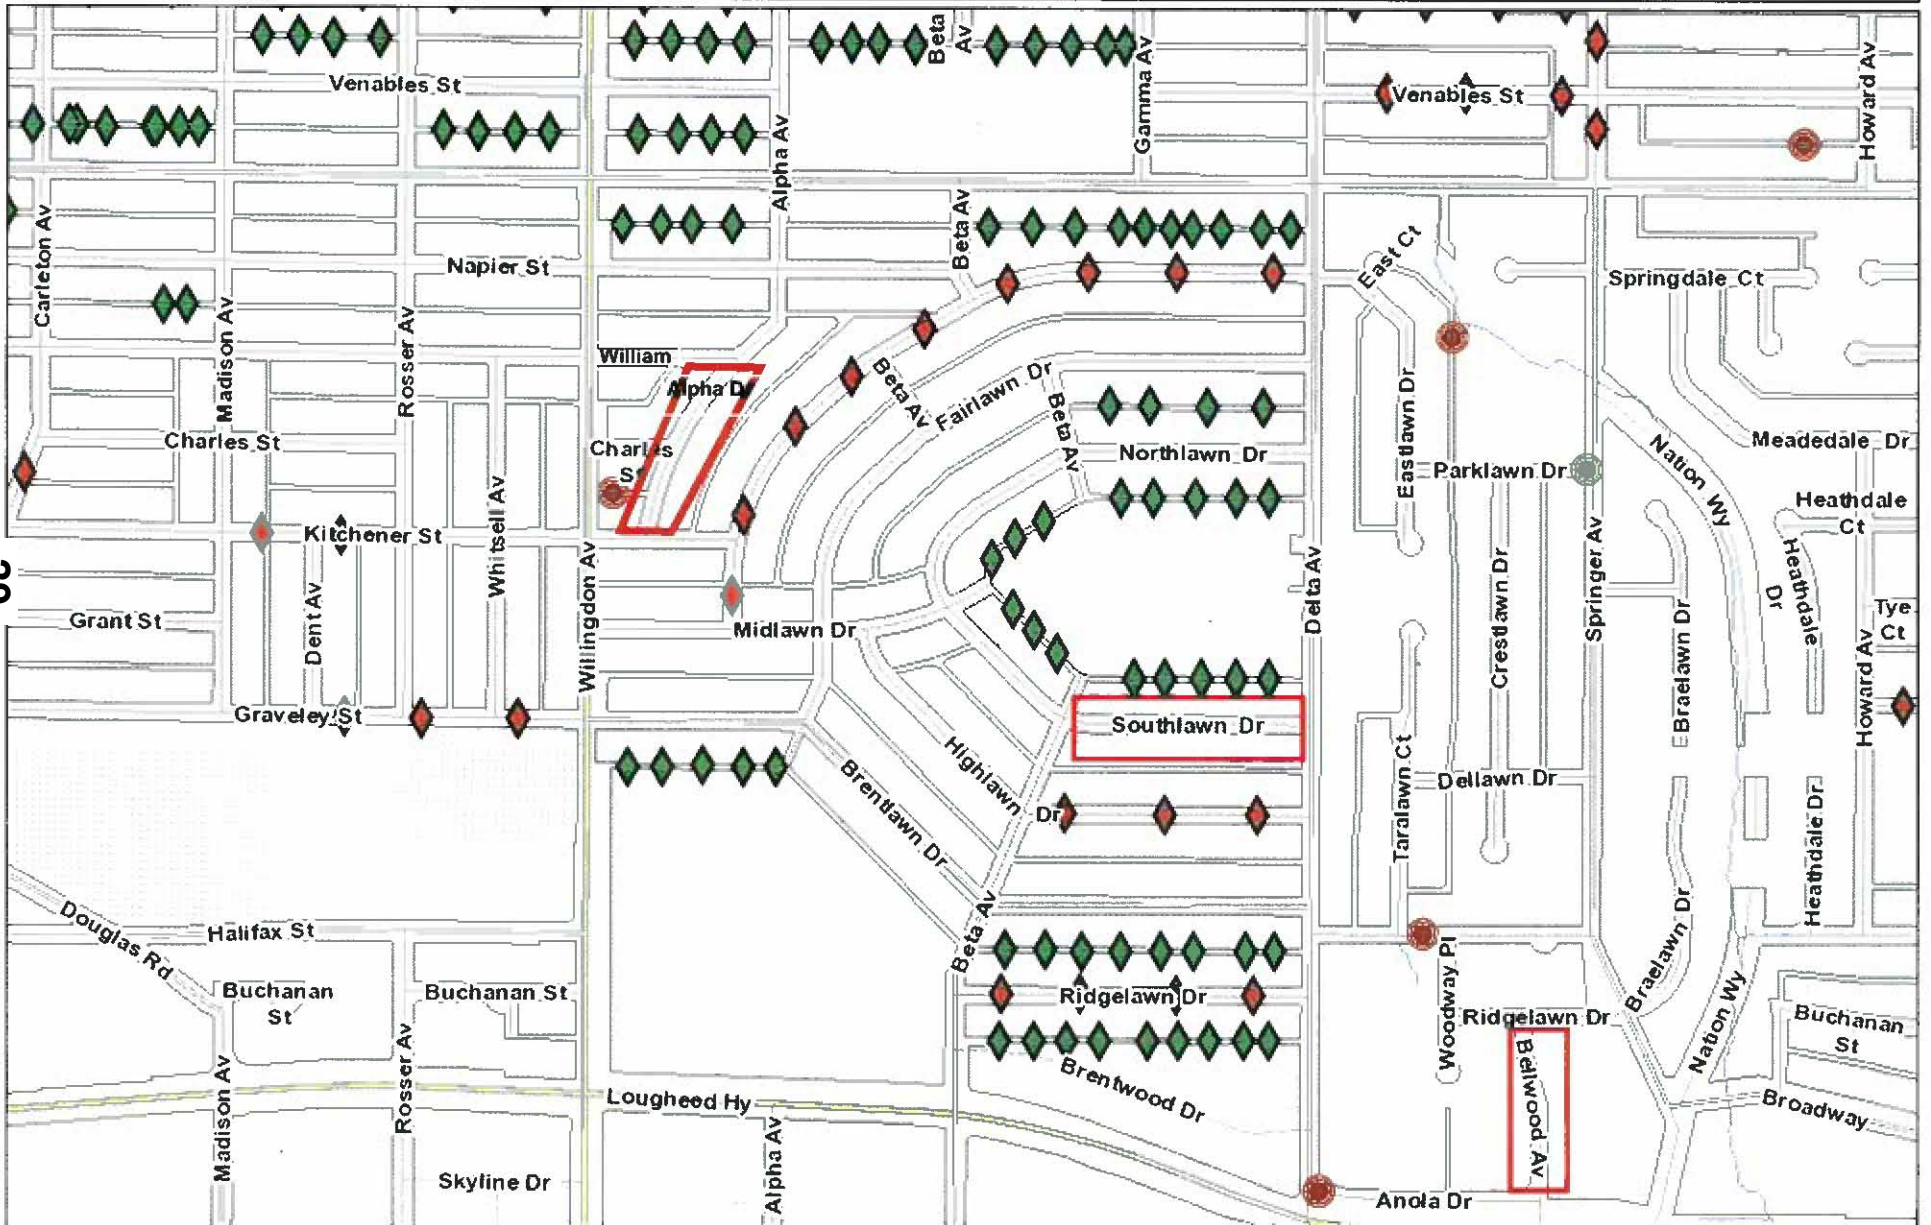 Beta
Av
Venables St
Venables St
Gamma Av
Howard Av
Alpha Av
Carleton Av
Beta Av
East Ct
Napier St
Springdale Ct
Madison Av
Rosser Av
William
Alpha Dr
Beta Av
Fairlawn Dr
Beta Av
Eastlawn Dr
Charles St
Charles
St
Northlawn Dr
Parklawn Dr
Nation Wy
Meadedale Dr
Heathdale
Ct
Kitchener St
Whitsell Av
Willingdon Av
Delta Av
Crestlawn Dr
Springer Av
Heathdale
Dr
Braelawn Dr
Dent Av
Grant St
Midlawn Dr
Tye
Ct
Howard Av
Graveley St
Southlawn Dr
Highlawn
Dr
Brentlawn Dr
Taralawn Ct
Dellawn Dr
Heathdale Dr
Douglas Rd
Halifax St
Beta Av
Braelawn Dr
Buchanan
St
Buchanan St
Ridgelawn Dr
Woodway Pl
Ridgelawn Dr
Nation Wy
Buchanan
St
Rosser Av
Madison Av
Brentwood Dr
Bellwood Av
Lougheed Hy
Broadway
Alpha Av
Skyline Dr
Anola Dr